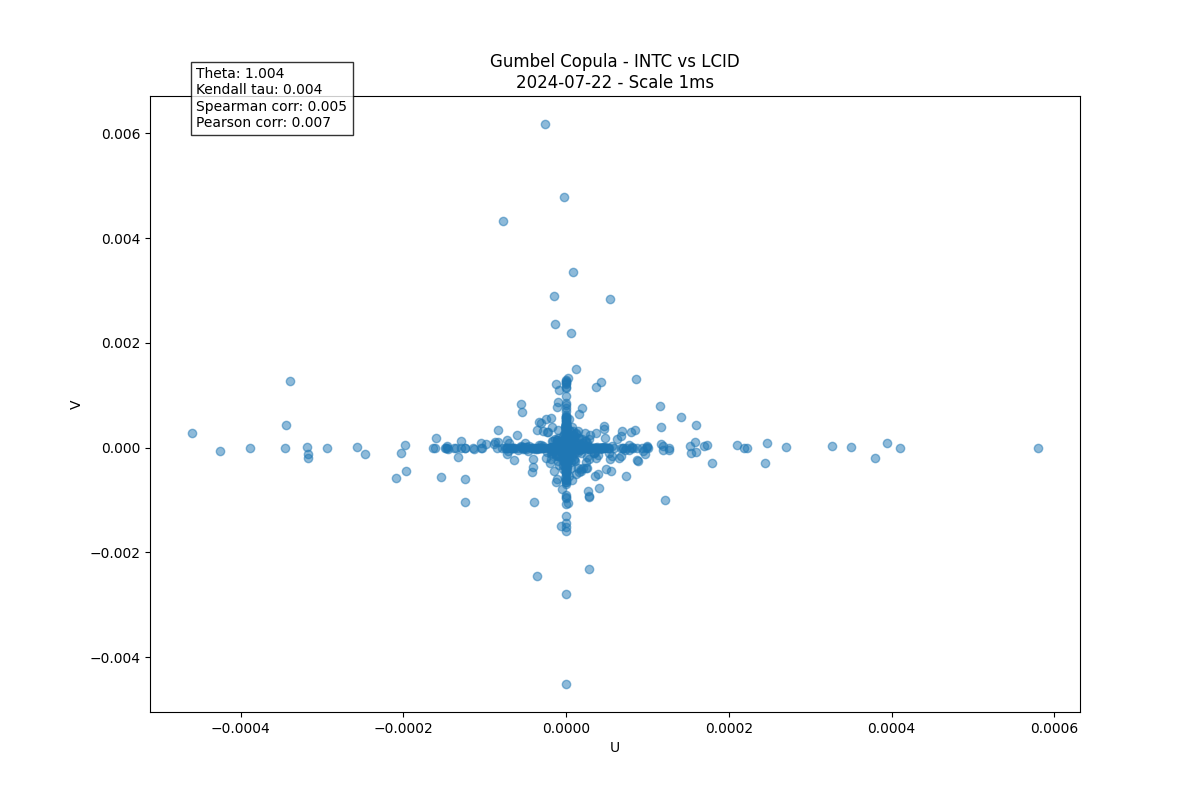 Gumbel Copula - INTC vs LCID
2024-07-22 - Scale 1ms
Theta: 1.004
Kendall tau: 0.004
Spearman corr: 0.005
Pearson corr: 0.007
0.006
0.004
0.002
0.000
−0.002
−0.004
V
−0.0004
−0.0002
0.0000
0.0002
0.0004
0.0006
U